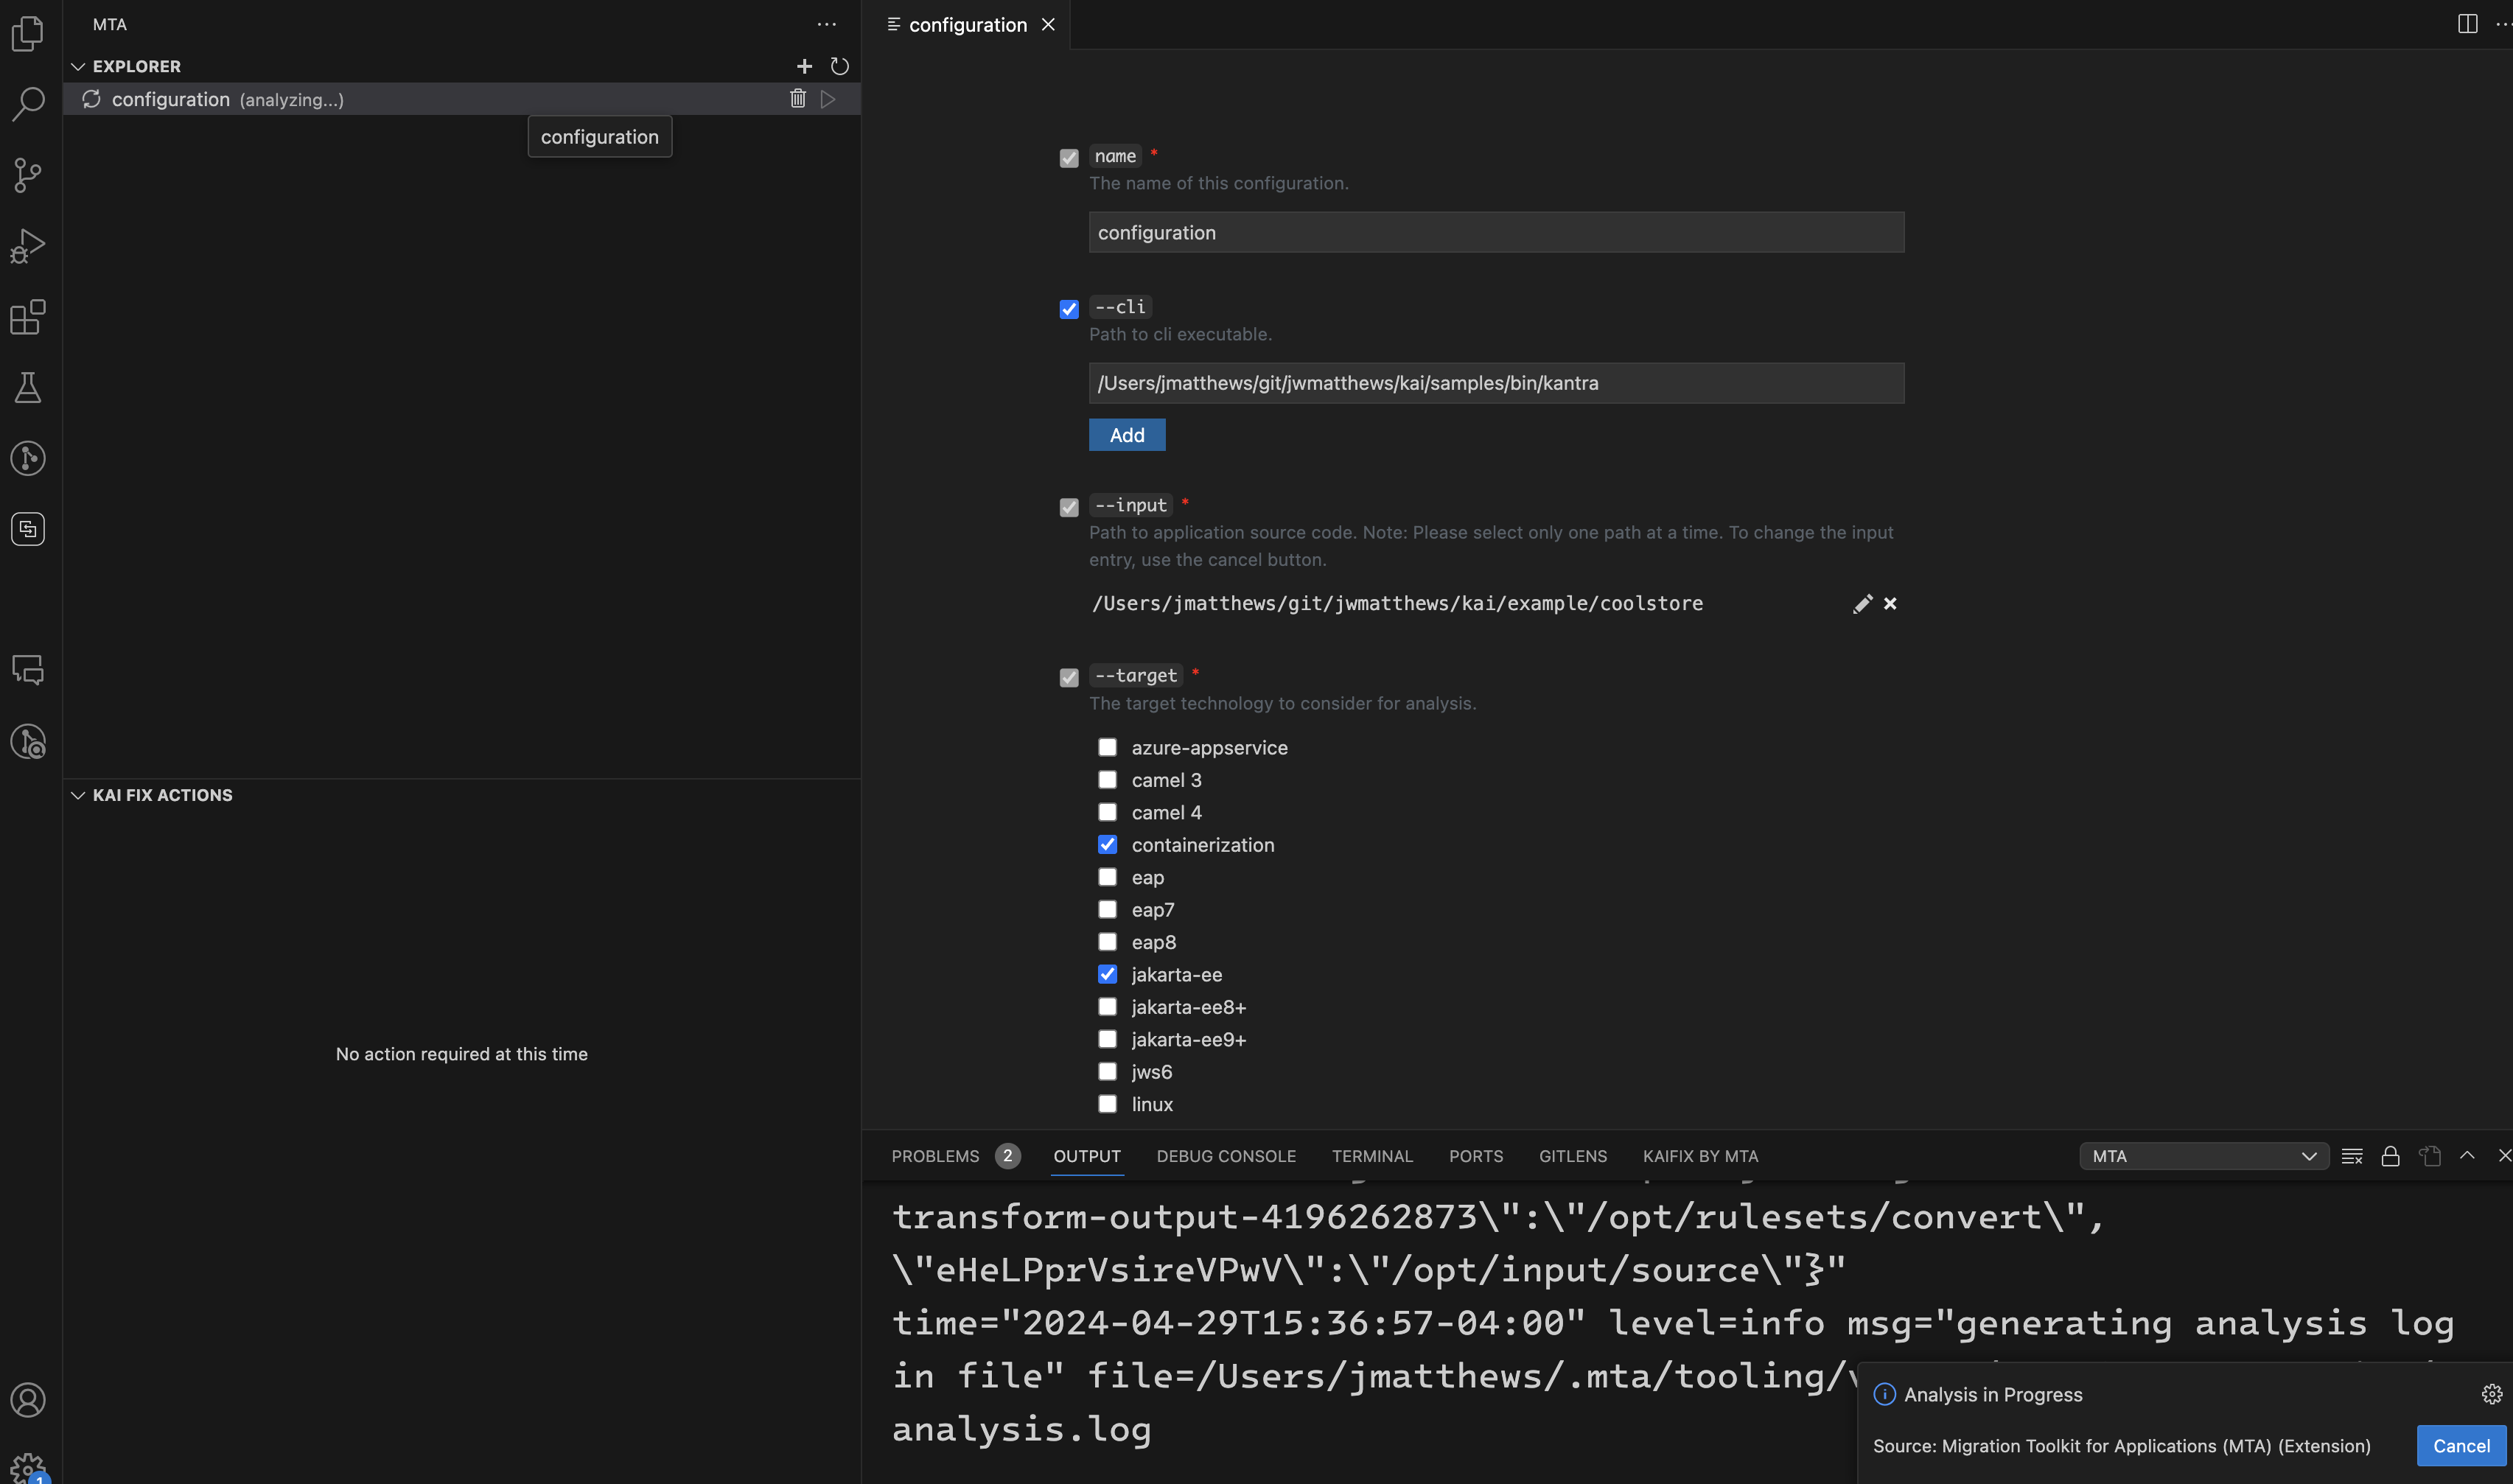 MTA
EXPLORER
configuration (analyzing...)
configuration
KAI FIX ACTIONS
No action required at this time
1
configuration
name *
The name of this configuration.
configuration
--cli
Path to cli executable.
/Users/jmatthews/git/jwmatthews/kai/samples/bin/kantra
Add
--input *
Path to application source code. Note: Please select only one path at a time. To change the input
entry, use the cancel button.
/Users/jmatthews/git/jwmatthews/kai/example/coolstore
--target *
The target technology to consider for analysis.
azure-appservice
camel 3
camel 4
containerization
eap
eap7
eap8
jakarta-ee
jakarta-ee8+
jakarta-ee9+
jws6
linux
PROBLEMS 2 OUTPUT DEBUG CONSOLE TERMINAL PORTS GITLENS KAIFIX BY MTA MTA
transform-output-4196262873\":\"/opt/rulesets/convert\",
\"eHeLPprVsireVPwV\":\"/opt/input/source\"}"
time="2024-04-29T15:36:57-04:00" level=info msg="generating analysis log
in file" file=/Users/jmatthews/.mta/tooling/
analysis.log
Analysis in Progress
Source: Migration Toolkit for Applications (MTA) (Extension)
Cancel